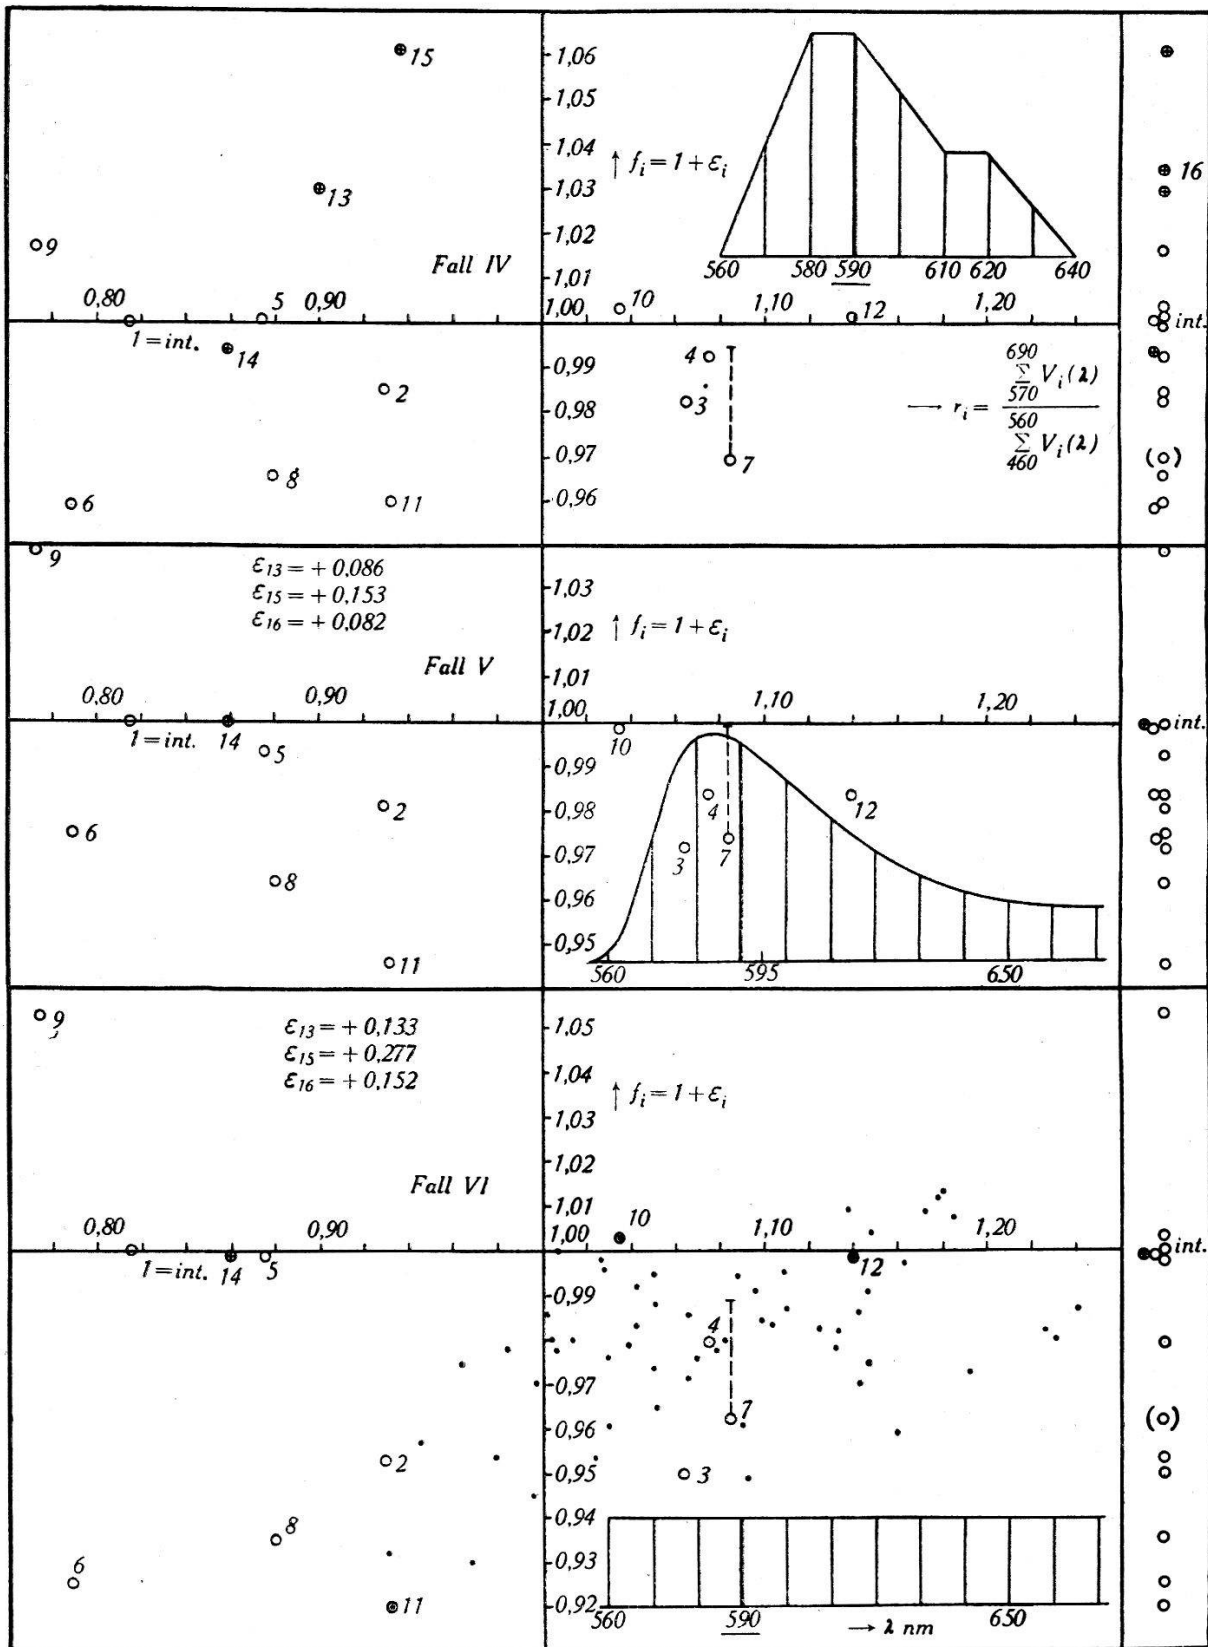 15
1,06
1,05
1,04
↑ f_i = 1 + ε_i
16
1,03
13
9
1,02
Fall IV
560 580 590 610 620 640
1,01
0,80 5 0,90 1,00 10 1,10 12 1,20
int.
1 = int.
14
4
0,99
2
0,98
3
→ r_i = \frac{\sum_{570}^{690} V_i(λ)}{\sum_{460}^{560} V_i(λ)}
0,97
7
( )
8
6
11
0,96
9
ε_13 = + 0,086
ε_15 = + 0,153
ε_16 = + 0,082
1,03
1,02
↑ f_i = 1 + ε_i
Fall V
1,01
0,80 0,90 1,00 1,10 1,20
int.
1 = int. 14
5
10
0,99
2
4
12
0,98
6
3
7
0,97
8
0,96
11
0,95
560 595 650
9
ε_13 = + 0,133
ε_15 = + 0,277
ε_16 = + 0,152
1,05
1,04
↑ f_i = 1 + ε_i
1,03
1,02
Fall VI
1,01
10
0,80 0,90 1,00 1,10 1,20
int.
1 = int. 14 5
12
0,99
4
0,98
0,97
7
( )
0,96
2
3
0,95
0,94
8
6
0,93
11
0,92
560 590 → λ nm 650